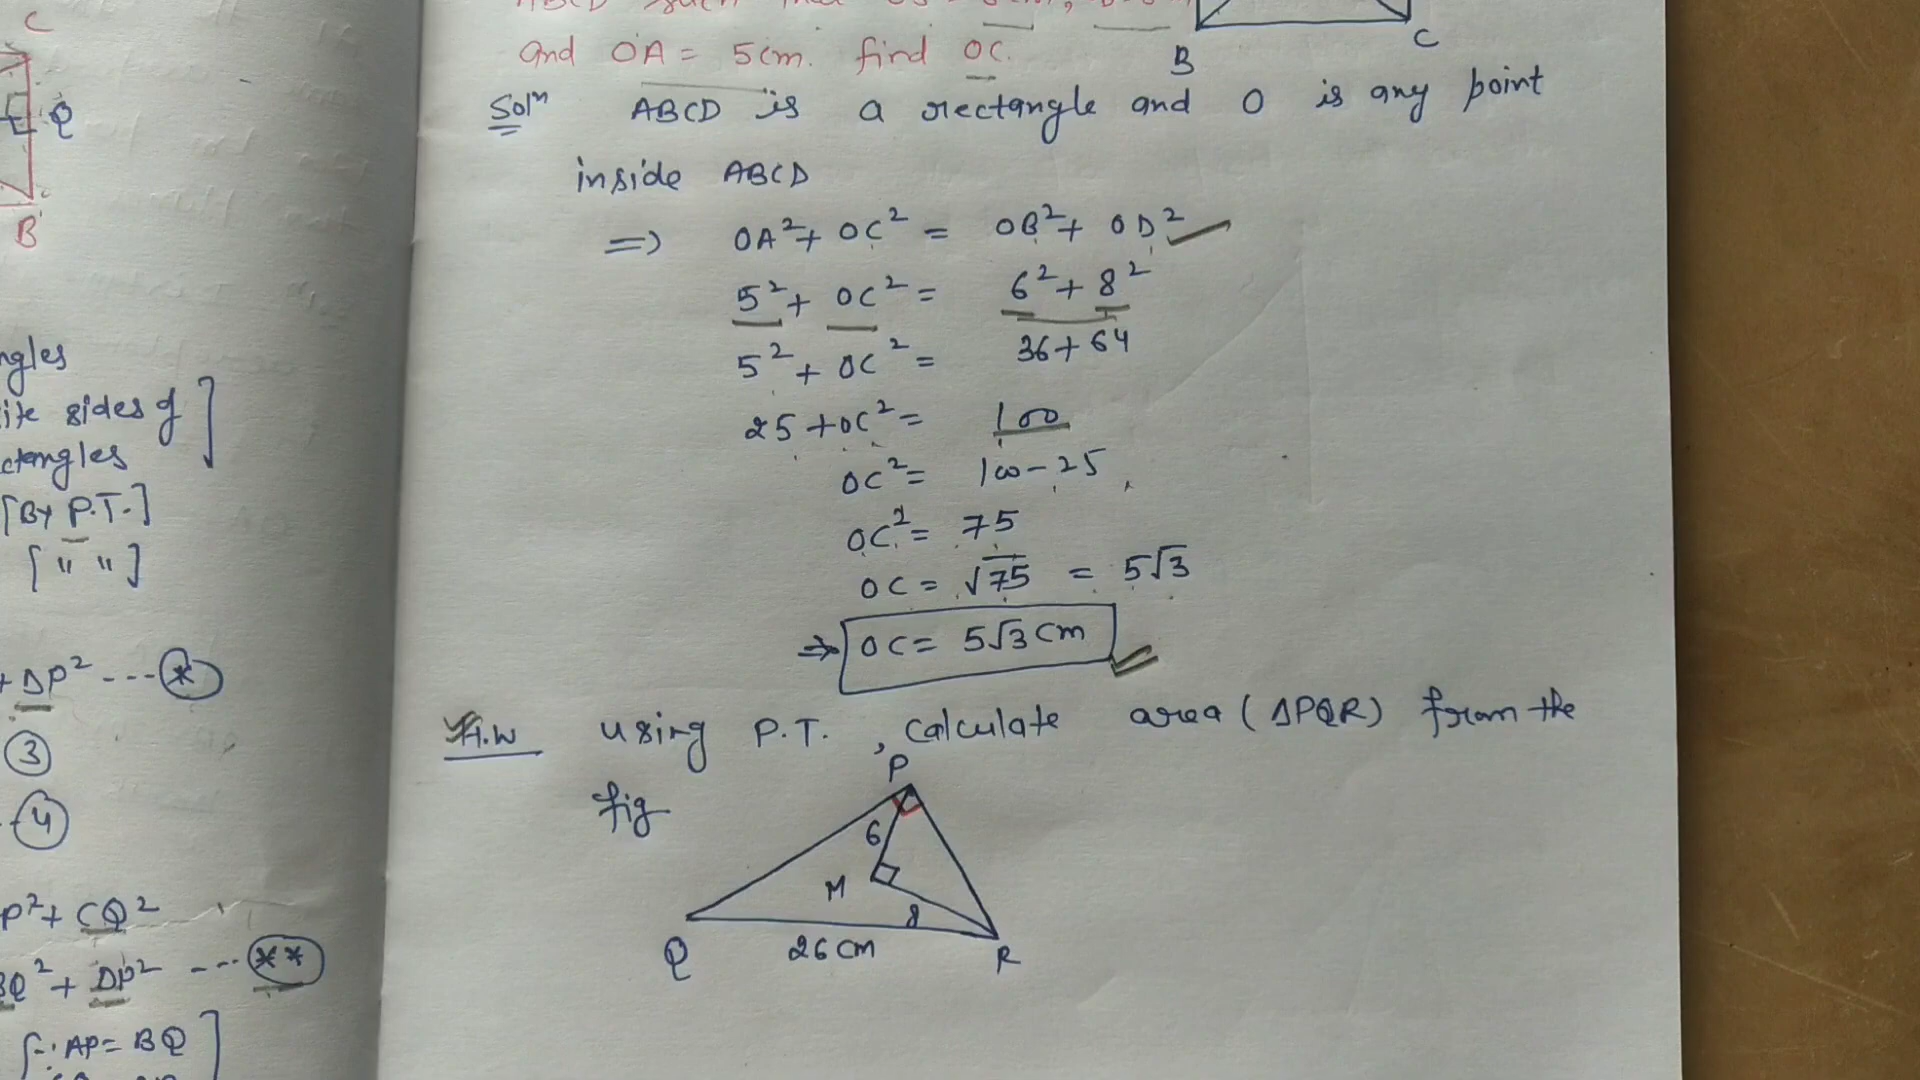 C
Q
B
ngles
ite sides of
ctangles
[By P.T.]
[ " " ]
+ DP² ---- *
3
4
P² + CQ²
BQ² + DP² --- **
[∵ AP = BQ
and OA = 5cm. find OC.
B
C
Solⁿ ABCD is a rectangle and O is any point
inside ABCD
=> OA² + OC² = OB² + OD²
5² + OC² = 6² + 8²
5² + OC² = 36 + 64
25 + OC² = 100
OC² = 100 - 25
OC² = 75
OC = √75 = 5√3
⇒ OC = 5√3 cm
H.W using P.T., calculate area (ΔPQR) from the
fig
P
6
M
8
Q
26 cm
R